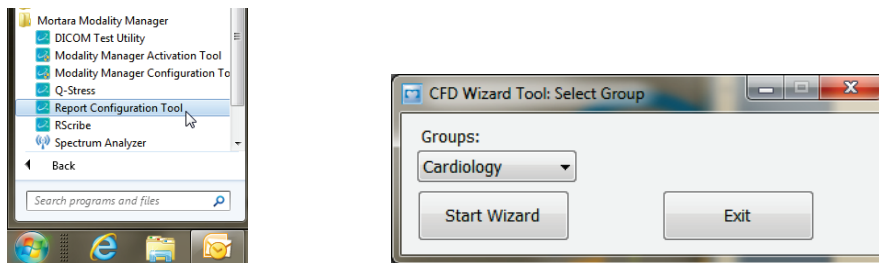 Mortara Modality Manager
DICOM Test Utility
Modality Manager Activation Tool
Modality Manager Configuration To
Q-Stress
Report Configuration Tool
RScribe
Spectrum Analyzer
Back
Search programs and files
CFD Wizard Tool: Select Group
Groups:
Cardiology
Start Wizard
Exit